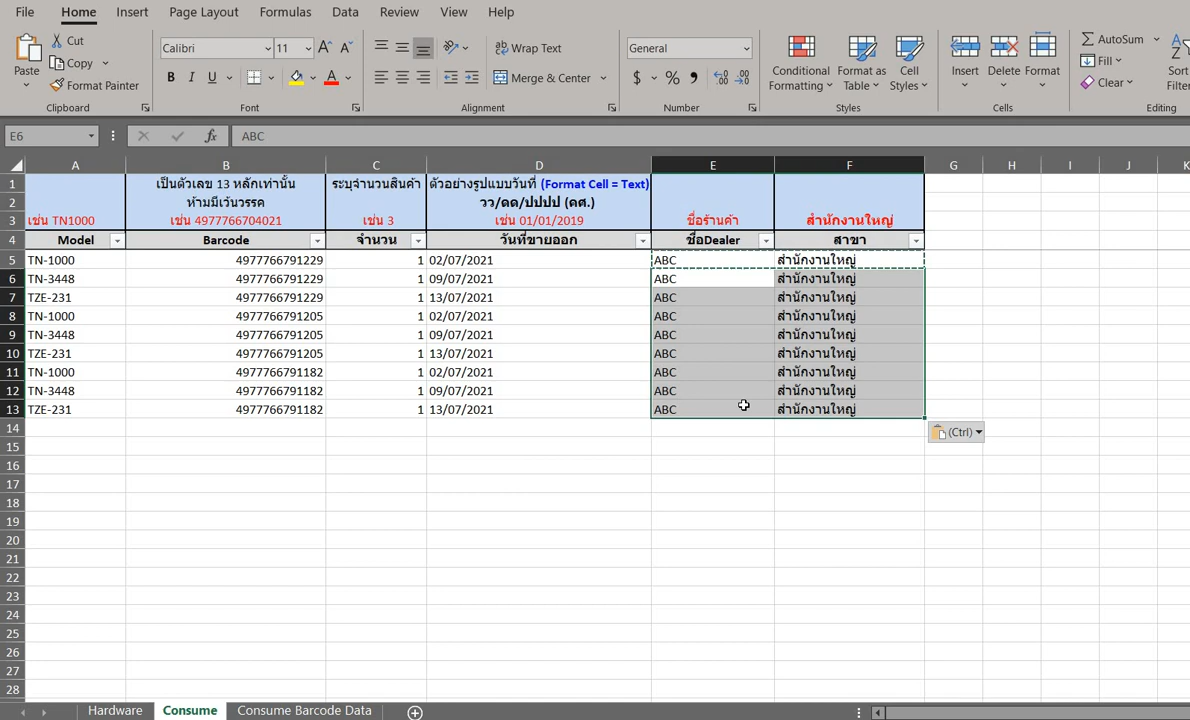 File Home Insert Page Layout Formulas Data Review View Help
Paste Cut Copy Format Painter Clipboard
Calibri 11 A A B I U A Font
ab Wrap Text Merge & Center Alignment
General $ % 9 Number
Conditional Formatting Format as Table Cell Styles Styles
Insert Delete Format Cells
AutoSum Fill Clear Sort Filter Editing
E6 fx ABC
A B C D E F G H I J K
1 เป็นตัวเลข 13 หลักเท่านั้น ระบุจำนวนสินค้า ตัวอย่างรูปแบบวันที่ (Format Cell = Text)
2 ห้ามมีเว้นวรรค วว/ดด/ปปปป (คศ.)
3 เช่น TN1000 เช่น 4977766704021 เช่น 3 เช่น 01/01/2019 ชื่อร้านค้า สำนักงานใหญ่
4 Model Barcode จำนวน วันที่ขายออก ชื่อDealer สาขา
5 TN-1000 4977766791229 1 02/07/2021 ABC สำนักงานใหญ่
6 TN-3448 4977766791229 1 09/07/2021 ABC สำนักงานใหญ่
7 TZE-231 4977766791229 1 13/07/2021 ABC สำนักงานใหญ่
8 TN-1000 4977766791205 1 02/07/2021 ABC สำนักงานใหญ่
9 TN-3448 4977766791205 1 09/07/2021 ABC สำนักงานใหญ่
10 TZE-231 4977766791205 1 13/07/2021 ABC สำนักงานใหญ่
11 TN-1000 4977766791182 1 02/07/2021 ABC สำนักงานใหญ่
12 TN-3448 4977766791182 1 09/07/2021 ABC สำนักงานใหญ่
13 TZE-231 4977766791182 1 13/07/2021 ABC สำนักงานใหญ่
14 (Ctrl)
15
16
17
18
19
20
21
22
23
24
25
26
27
28
Hardware Consume Consume Barcode Data